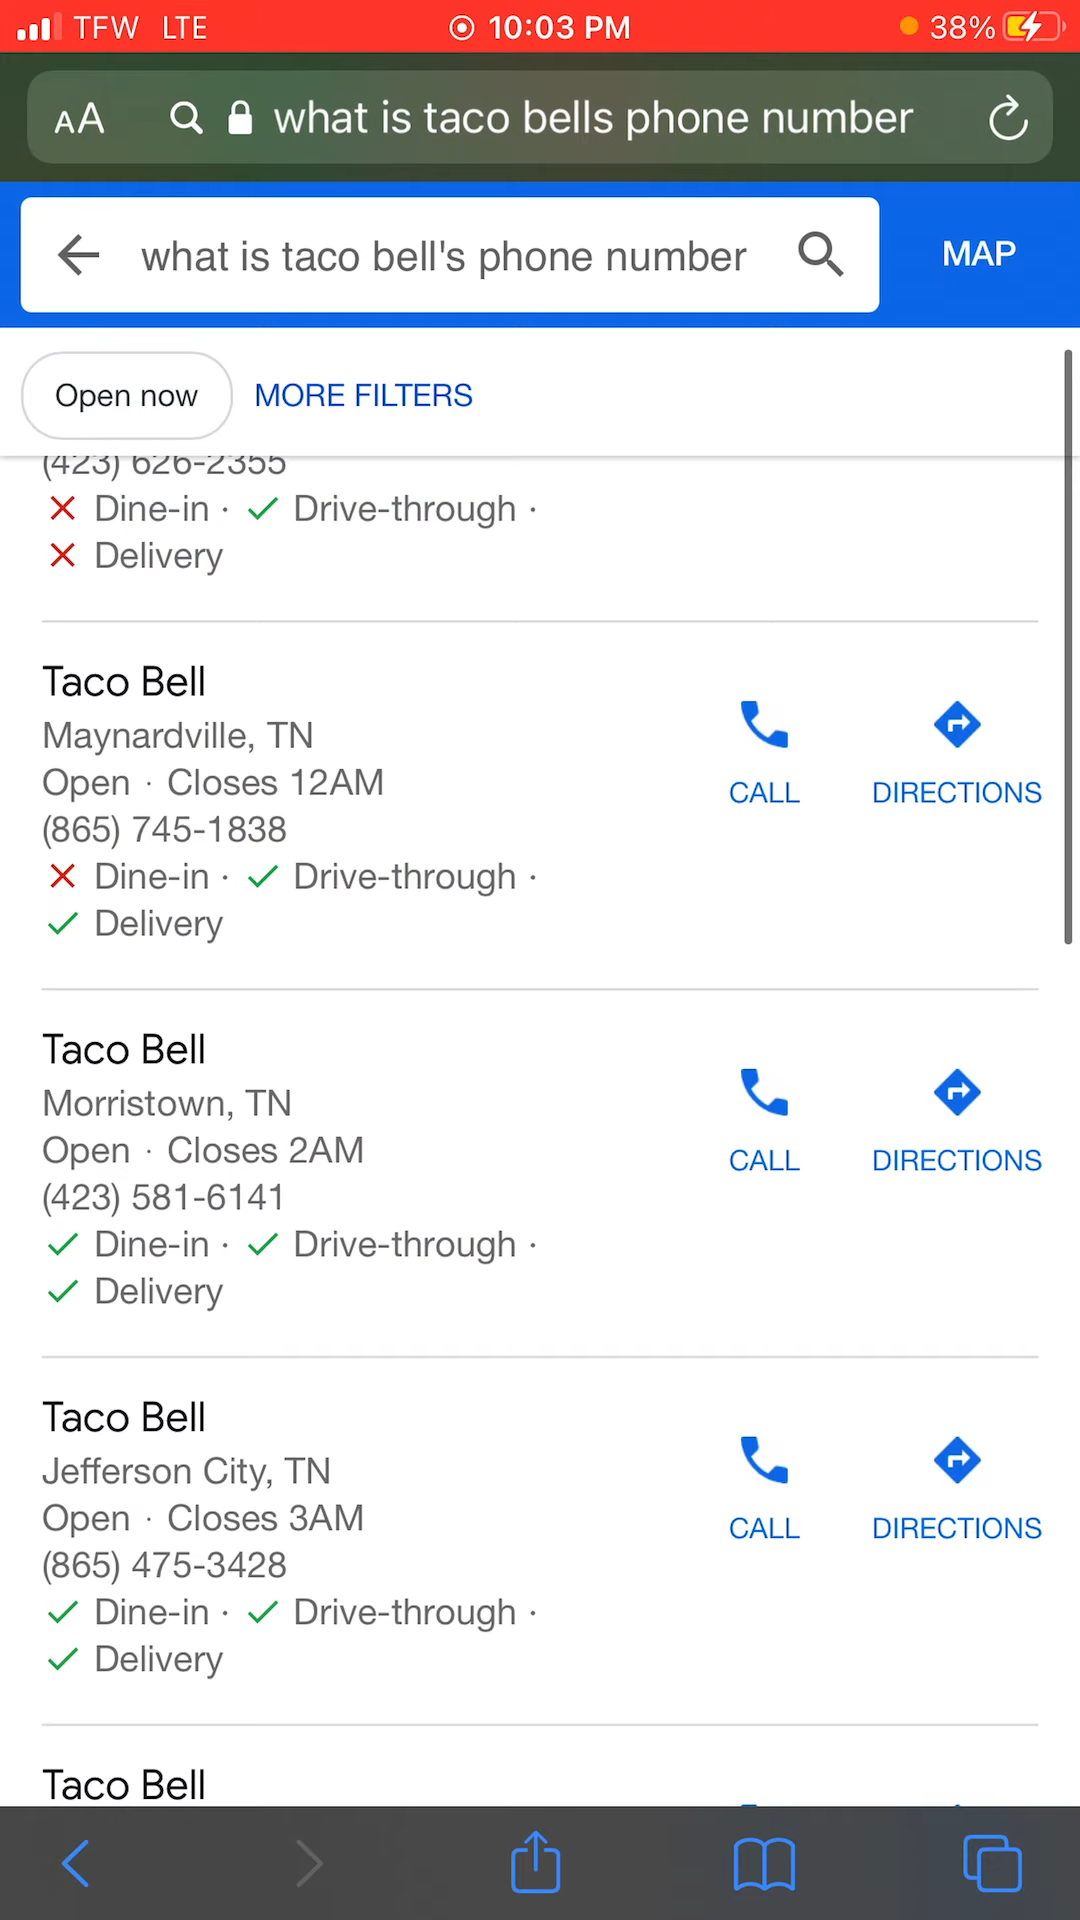 TFW LTE 10:03 PM 38%
AA what is taco bells phone number
what is taco bell's phone number MAP
Open now MORE FILTERS
(423) 626-2355
Dine-in · Drive-through ·
Delivery
Taco Bell
Maynardville, TN
Open · Closes 12AM
(865) 745-1838
CALL DIRECTIONS
Dine-in · Drive-through ·
Delivery
Taco Bell
Morristown, TN
Open · Closes 2AM
(423) 581-6141
CALL DIRECTIONS
Dine-in · Drive-through ·
Delivery
Taco Bell
Jefferson City, TN
Open · Closes 3AM
(865) 475-3428
CALL DIRECTIONS
Dine-in · Drive-through ·
Delivery
Taco Bell